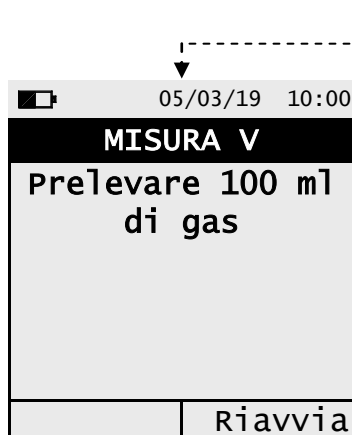 05/03/19 10:00
MISURA V
Prelevare 100 ml
di gas
Riavvia